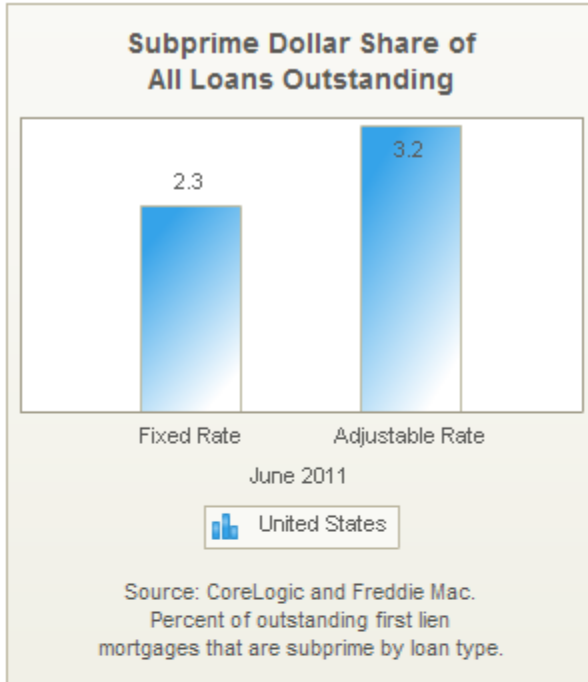 Subprime Dollar Share of
All Loans Outstanding
2.3
3.2
Fixed Rate
Adjustable Rate
June 2011
United States
Source: CoreLogic and Freddie Mac.
Percent of outstanding first lien
mortgages that are subprime by loan type.